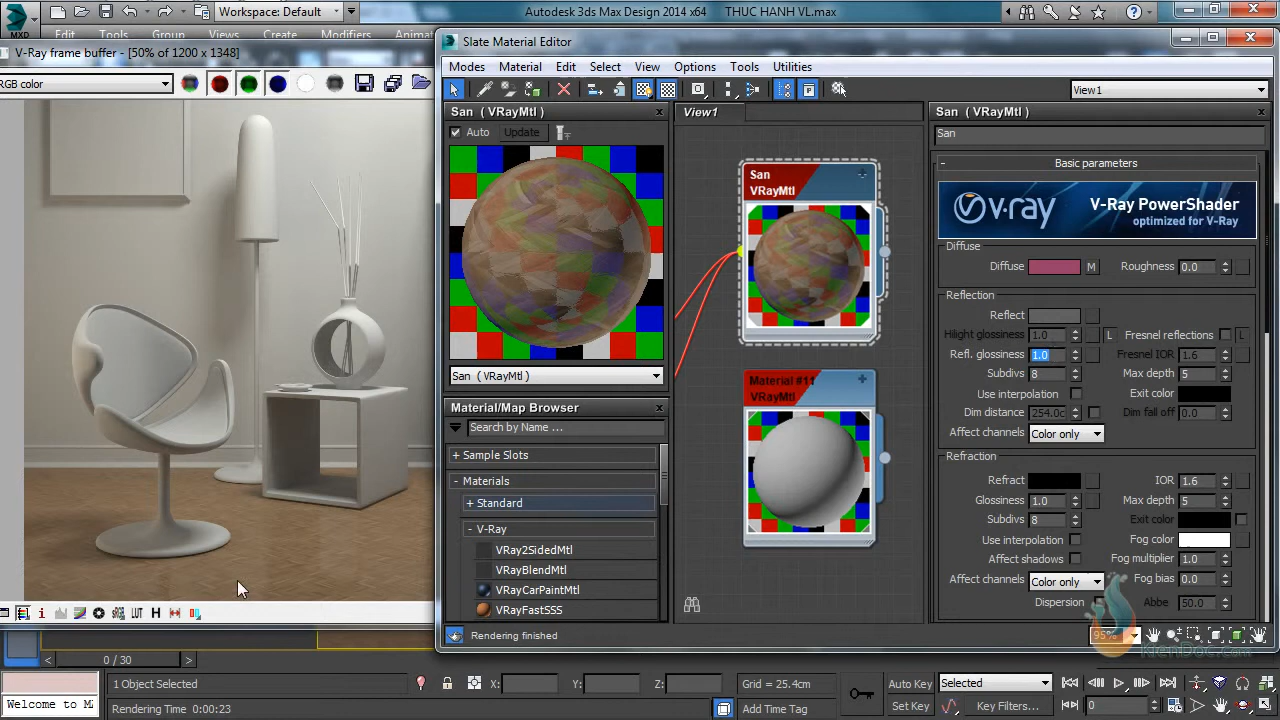 MXD
Workspace: Default
Autodesk 3ds Max Design 2014 x64
THUC HANH VL.max
Edit
Tools
Group
Views
Create
Modifiers
Animat
V-Ray frame buffer - [50% of 1200 x 1348]
RGB color
LUT
H
Slate Material Editor
Modes
Material
Edit
Select
View
Options
Tools
Utilities
View1
San ( VRayMtl )
Auto
Update
San ( VRayMtl )
Material/Map Browser
Search by Name ...
+ Sample Slots
- Materials
+ Standard
- V-Ray
VRay2SidedMtl
VRayBlendMtl
VRayCarPaintMtl
VRayFastSSS
Rendering finished
View1
San
VRayMtl
Material #11
VRayMtl
San ( VRayMtl )
San
- Basic parameters
v·ray
V-Ray PowerShader
optimized for V-Ray
Diffuse
Diffuse
M
Roughness
0.0
Reflection
Reflect
Hilight glossiness
1.0
L
Fresnel reflections
L
Refl. glossiness
1.0
Fresnel IOR
1.6
Subdivs
8
Max depth
5
Use interpolation
Exit color
Dim distance
254.0c
Dim fall off
0.0
Affect channels
Color only
Refraction
Refract
IOR
1.6
Glossiness
1.0
Max depth
5
Subdivs
8
Exit color
Use interpolation
Fog color
Affect shadows
Fog multiplier
1.0
Affect channels
Color only
Fog bias
0.0
Dispersion
Abbe
50.0
95%
KienDoc.Com
< 0 / 30 >
1 Object Selected
X:
Y:
Z:
Grid = 25.4cm
Auto Key
Selected
Welcome to M
Rendering Time 0:00:23
Add Time Tag
Set Key
Key Filters...
0